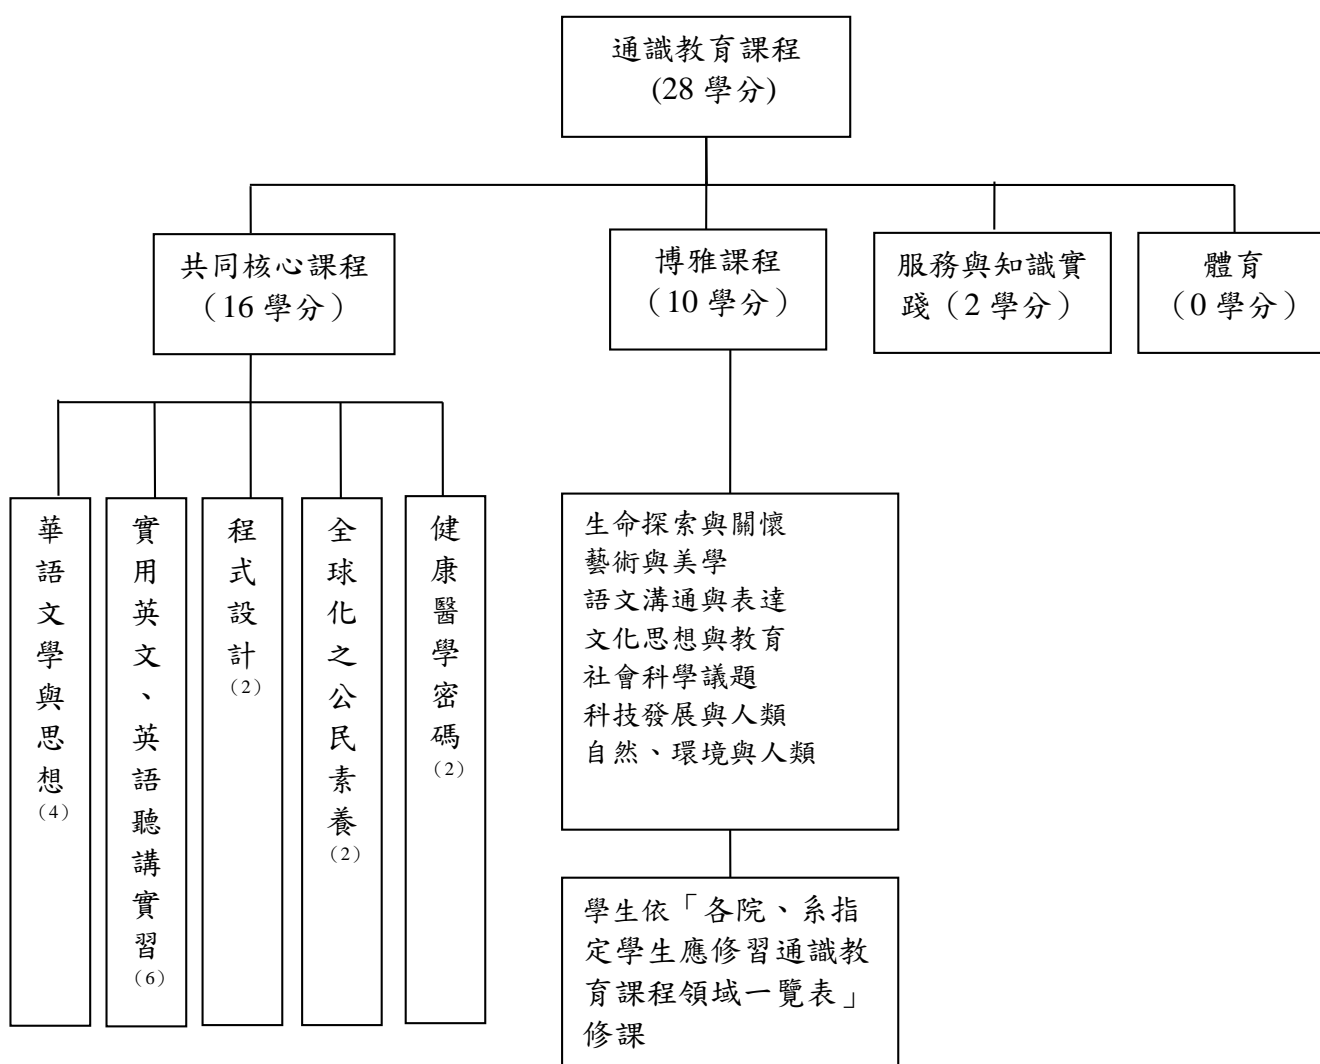 通識教育課程
(28 學分)
共同核心課程
（16 學分）
博雅課程
（10 學分）
服務與知識實
踐（2 學分）
體育
（0 學分）
華語文學與思想（4）
實用英文、英語聽講實習（6）
程式設計（2）
全球化之公民素養（2）
健康醫學密碼（2）
生命探索與關懷
藝術與美學
語文溝通與表達
文化思想與教育
社會科學議題
科技發展與人類
自然、環境與人類
學生依「各院、系指
定學生應修習通識教
育課程領域一覽表」
修課